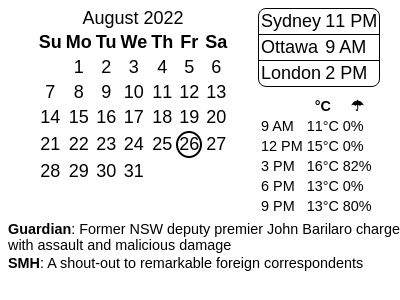 August 2022
Su Mo Tu We Th Fr Sa
1 2 3 4 5 6
7 8 9 10 11 12 13
14 15 16 17 18 19 20
21 22 23 24 25 26 27
28 29 30 31
Sydney 11 PM
Ottawa 9 AM
London 2 PM
°C ☂
9 AM 11°C 0%
12 PM 15°C 0%
3 PM 16°C 82%
6 PM 13°C 0%
9 PM 13°C 80%
Guardian: Former NSW deputy premier John Barilaro charge
with assault and malicious damage
SMH: A shout-out to remarkable foreign correspondents